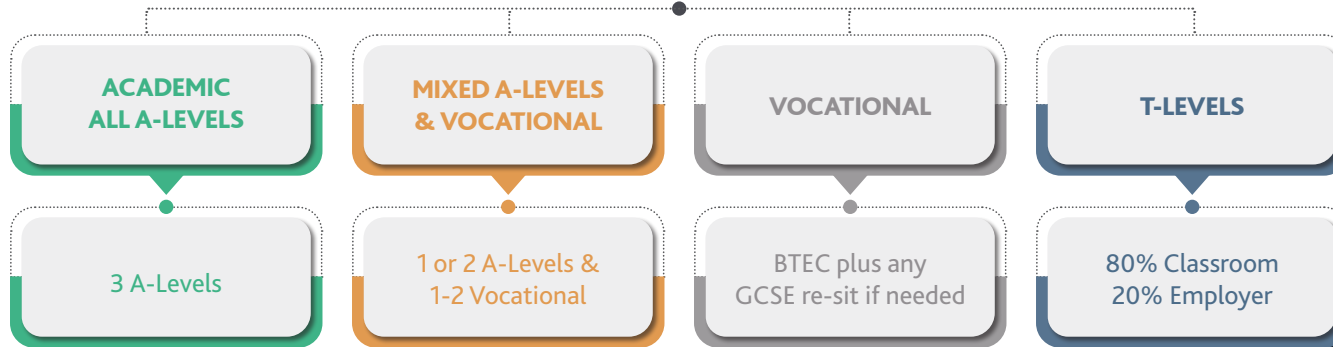 ACADEMIC
ALL A-LEVELS
MIXED A-LEVELS
& VOCATIONAL
VOCATIONAL
T-LEVELS
3 A-Levels
1 or 2 A-Levels &
1-2 Vocational
BTEC plus any
GCSE re-sit if needed
80% Classroom
20% Employer